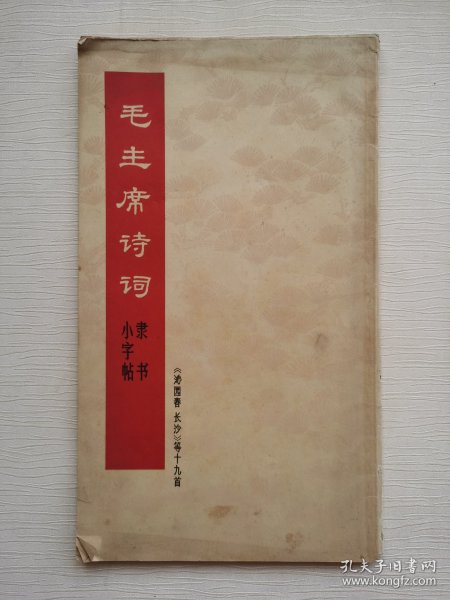 毛主席诗词
隶书
小字帖
《沁园春 长沙》等十九首
孔夫子旧书网
www.kongfz.com